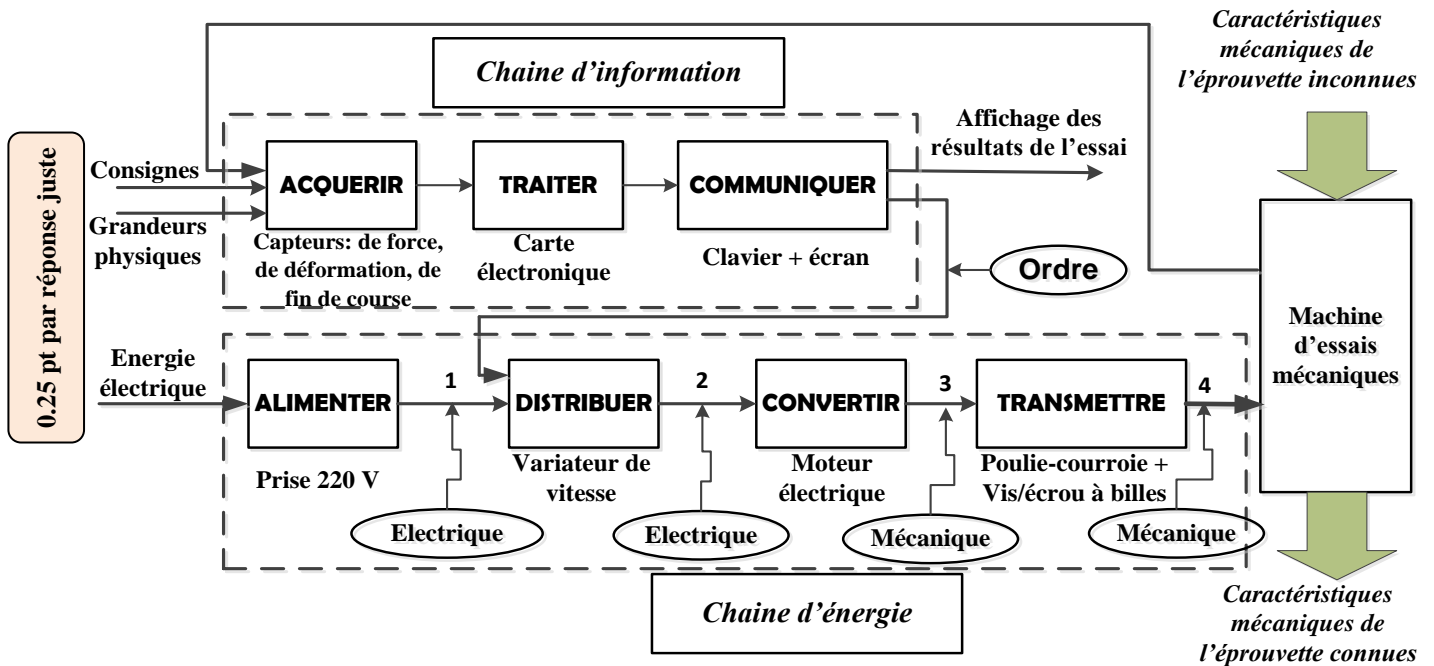 Caractéristiques
mécaniques de
l'éprouvette inconnues
Chaine d'information
0.25 pt par réponse juste
Consignes
Grandeurs
physiques
ACQUERIR
TRAITER
COMMUNIQUER
Affichage des
résultats de l'essai
Capteurs: de force,
de déformation, de
fin de course
Carte
électronique
Clavier + écran
Ordre
Machine
d'essais
mécaniques
Energie
électrique
ALIMENTER
1
DISTRIBUER
2
CONVERTIR
3
TRANSMETTRE
4
Prise 220 V
Variateur de
vitesse
Moteur
électrique
Poulie-courroie +
Vis/écrou à billes
Electrique
Electrique
Mécanique
Mécanique
Chaine d'énergie
Caractéristiques
mécaniques de
l'éprouvette connues